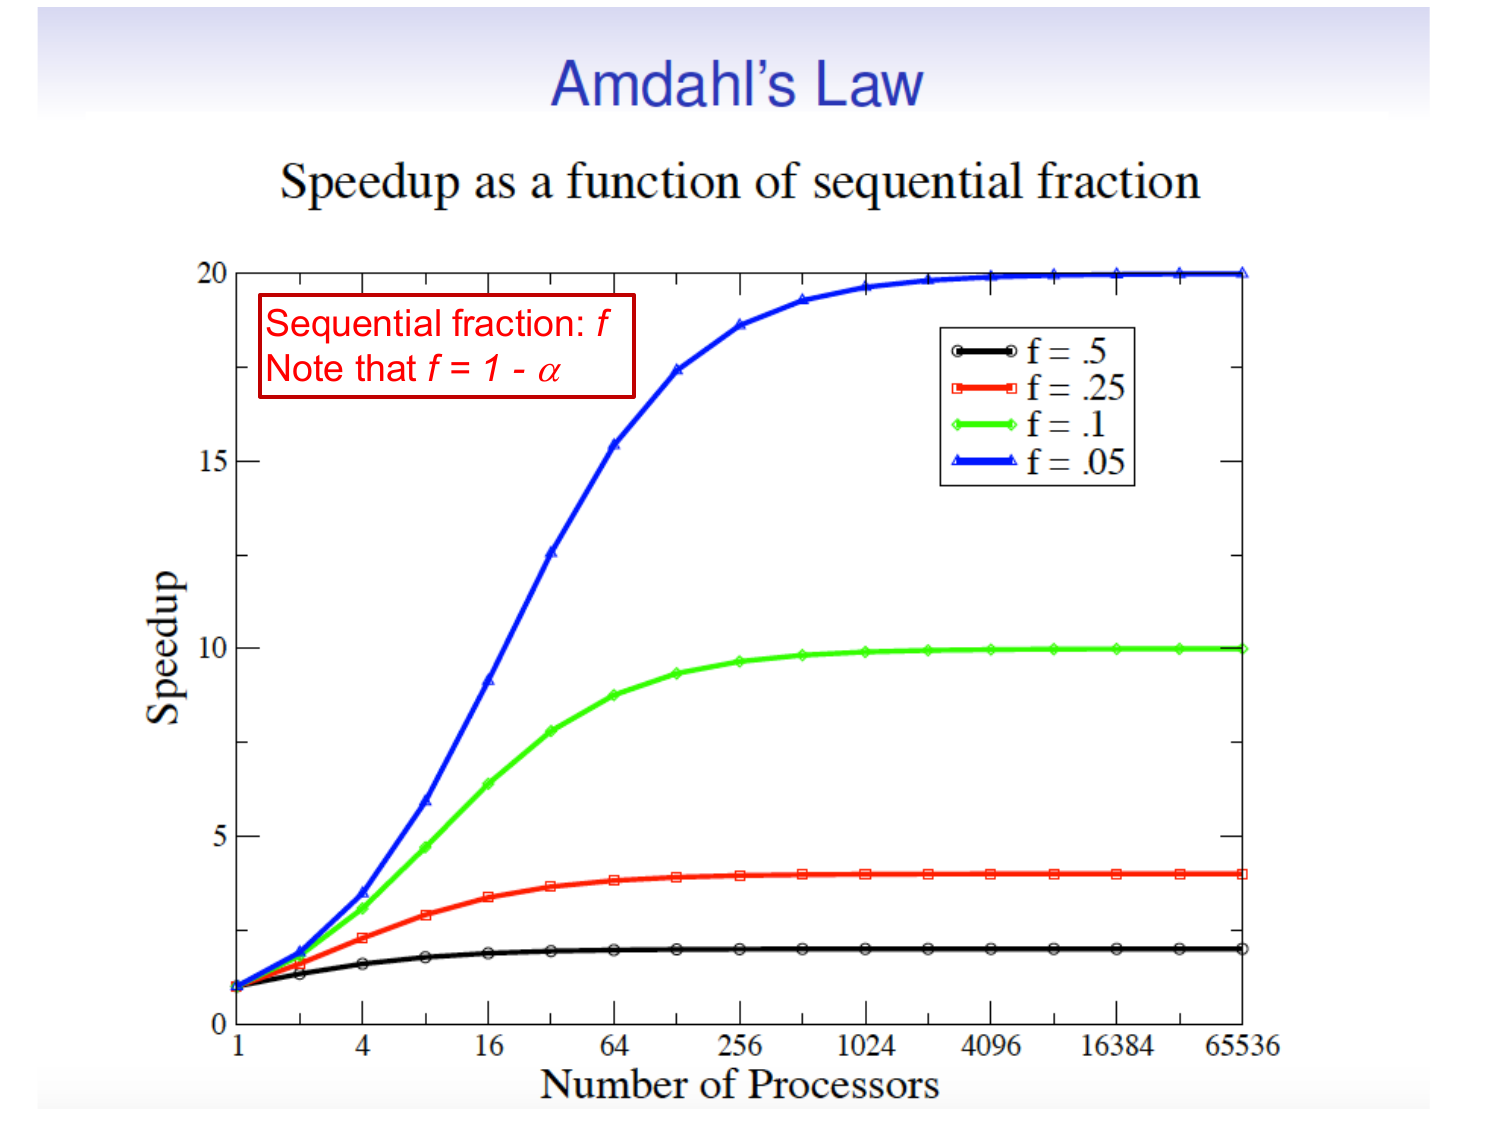 Amdahl's Law
Speedup as a function of sequential fraction
20
15
10
5
0
Speedup
Sequential fraction: f
Note that f = 1 - α
f = .5
f = .25
f = .1
f = .05
1 4 16 64 256 1024 4096 16384 65536
Number of Processors